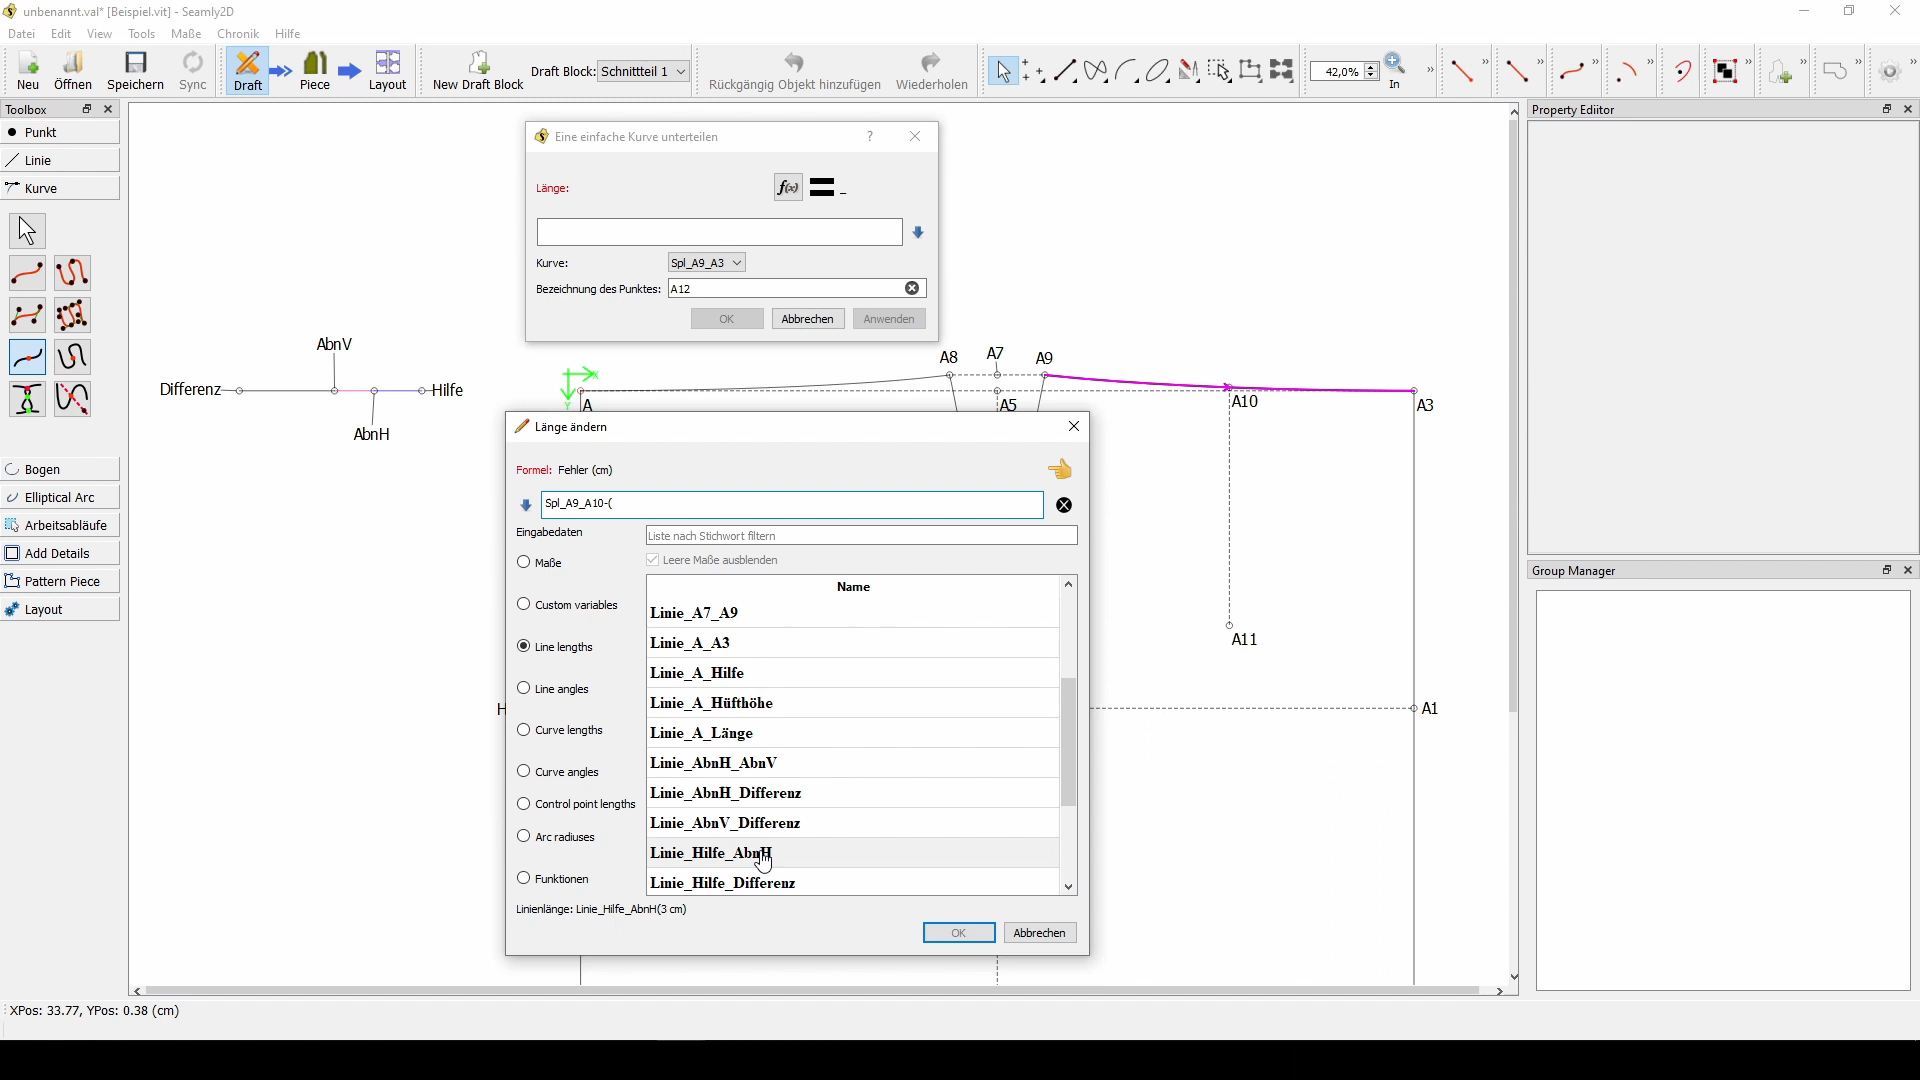 unbenannt.val* [Beispiel.vit] - Seamly2D
Datei Edit View Tools Maße Chronik Hilfe
Neu Öffnen Speichern Sync Draft Piece Layout New Draft Block Draft Block: Schnittteil 1 Rückgängig Objekt hinzufügen Wiederholen 42,0% In
Toolbox
Punkt
Linie
Kurve
Bogen
Elliptical Arc
Arbeitsabläufe
Add Details
Pattern Piece
Layout
Differenz
AbnV
AbnH
Hilfe
Eine einfache Kurve unterteilen ?
Länge: f(x) _
Kurve: Spl_A9_A3
Bezeichnung des Punktes: A12
OK Abbrechen Anwenden
X
Y
A
A8
A7
A9
A5
A10
A3
A11
H
A1
Länge ändern
Formel: Fehler (cm)
Spl_A9_A10-(
Eingabedaten
Liste nach Stichwort filtern
Leere Maße ausblenden
Maße
Custom variables
Line lengths
Line angles
Curve lengths
Curve angles
Control point lengths
Arc radiuses
Funktionen
Name
Linie_A7_A9
Linie_A_A3
Linie_A_Hilfe
Linie_A_Hüfthöhe
Linie_A_Länge
Linie_AbnH_AbnV
Linie_AbnH_Differenz
Linie_AbnV_Differenz
Linie_Hilfe_AbnH
Linie_Hilfe_Differenz
Linienlänge: Linie_Hilfe_AbnH(3 cm)
OK Abbrechen
Property Ediitor
Group Manager
XPos: 33.77, YPos: 0.38 (cm)